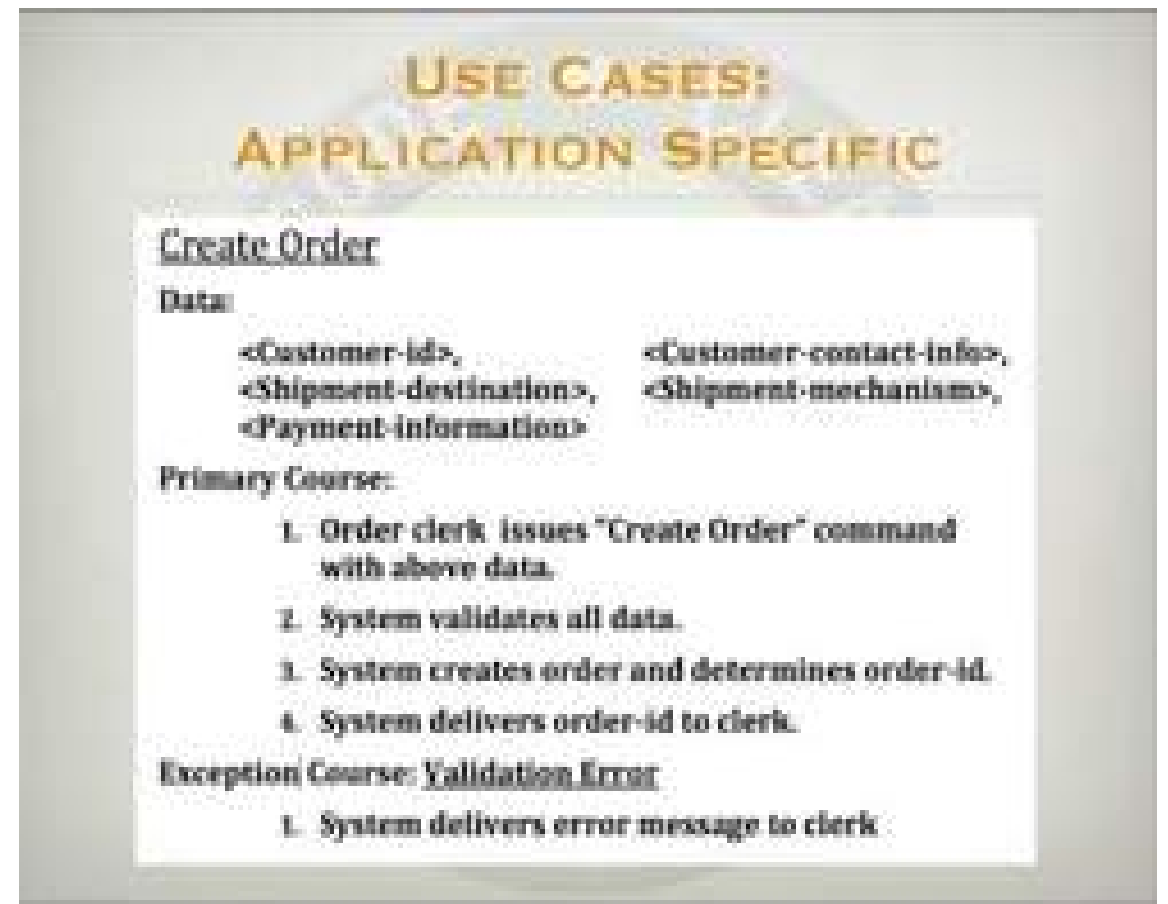 USE CASES:
APPLICATION SPECIFIC
Create Order
Data:
<Customer-id>, <Customer-contact-info>,
<Shipment-destination>, <Shipment-mechanism>,
<Payment-information>
Primary Course:
1. Order clerk issues "Create Order" command
with above data.
2. System validates all data.
3. System creates order and determines order-id.
4. System delivers order-id to clerk.
Exception Course: Validation Error
1. System delivers error message to clerk